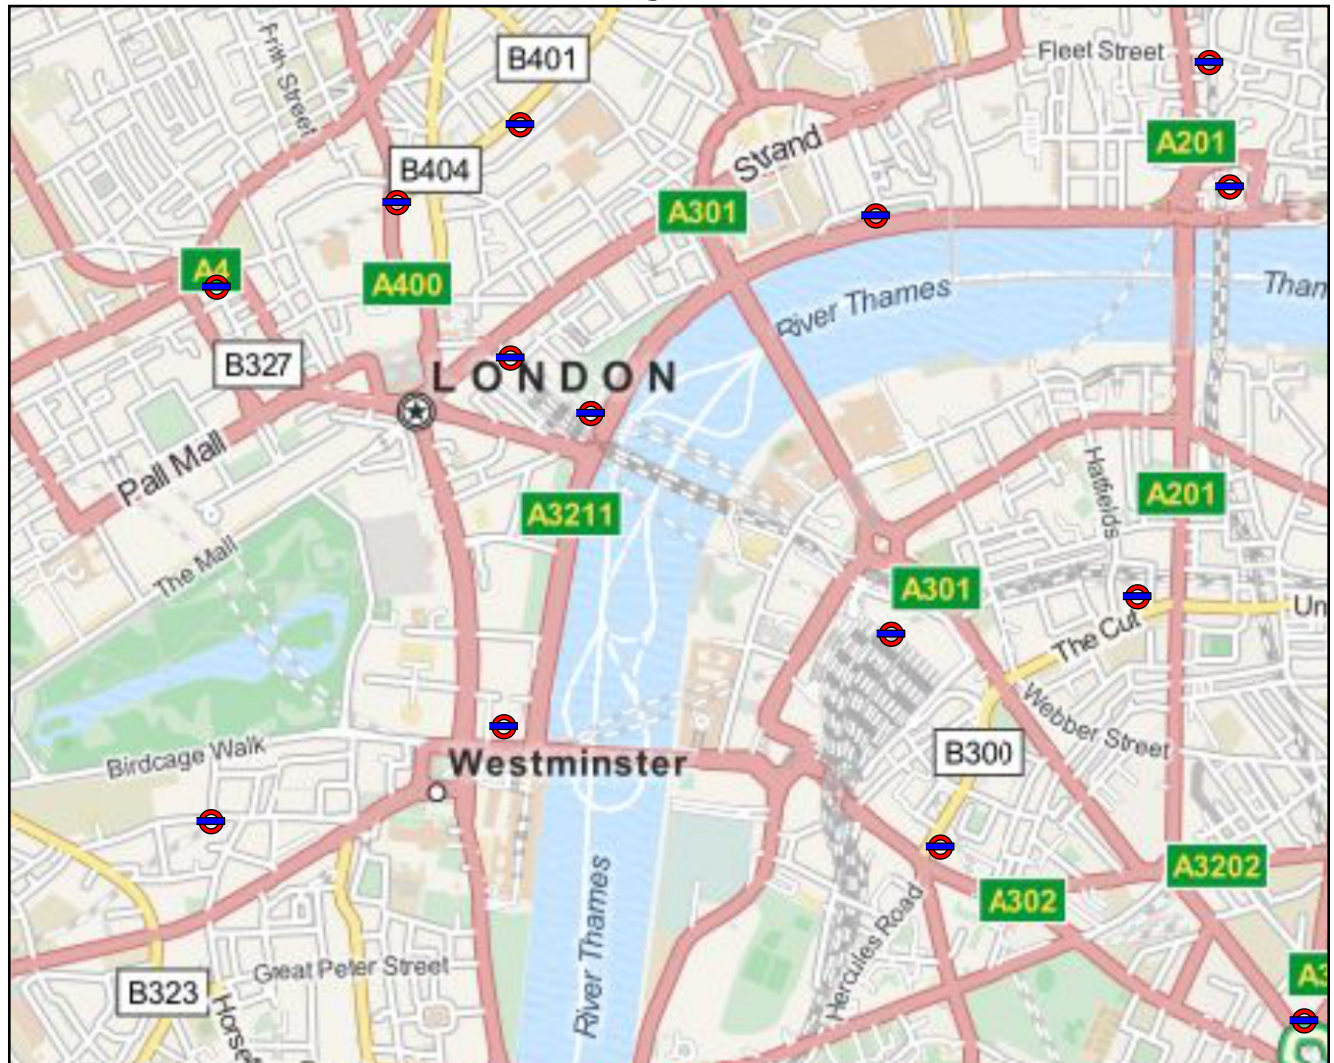 Frith Street
B401
Fleet Street
A201
B404
Strand
A301
A4
A400
River Thames
B327
LONDON
Pall Mall
A3211
Hatfields
A201
The Mall
A301
The Cut
Birdcage Walk
Westminster
Webber Street
B300
A3202
A302
River Thames
Hercules Road
Great Peter Street
B323